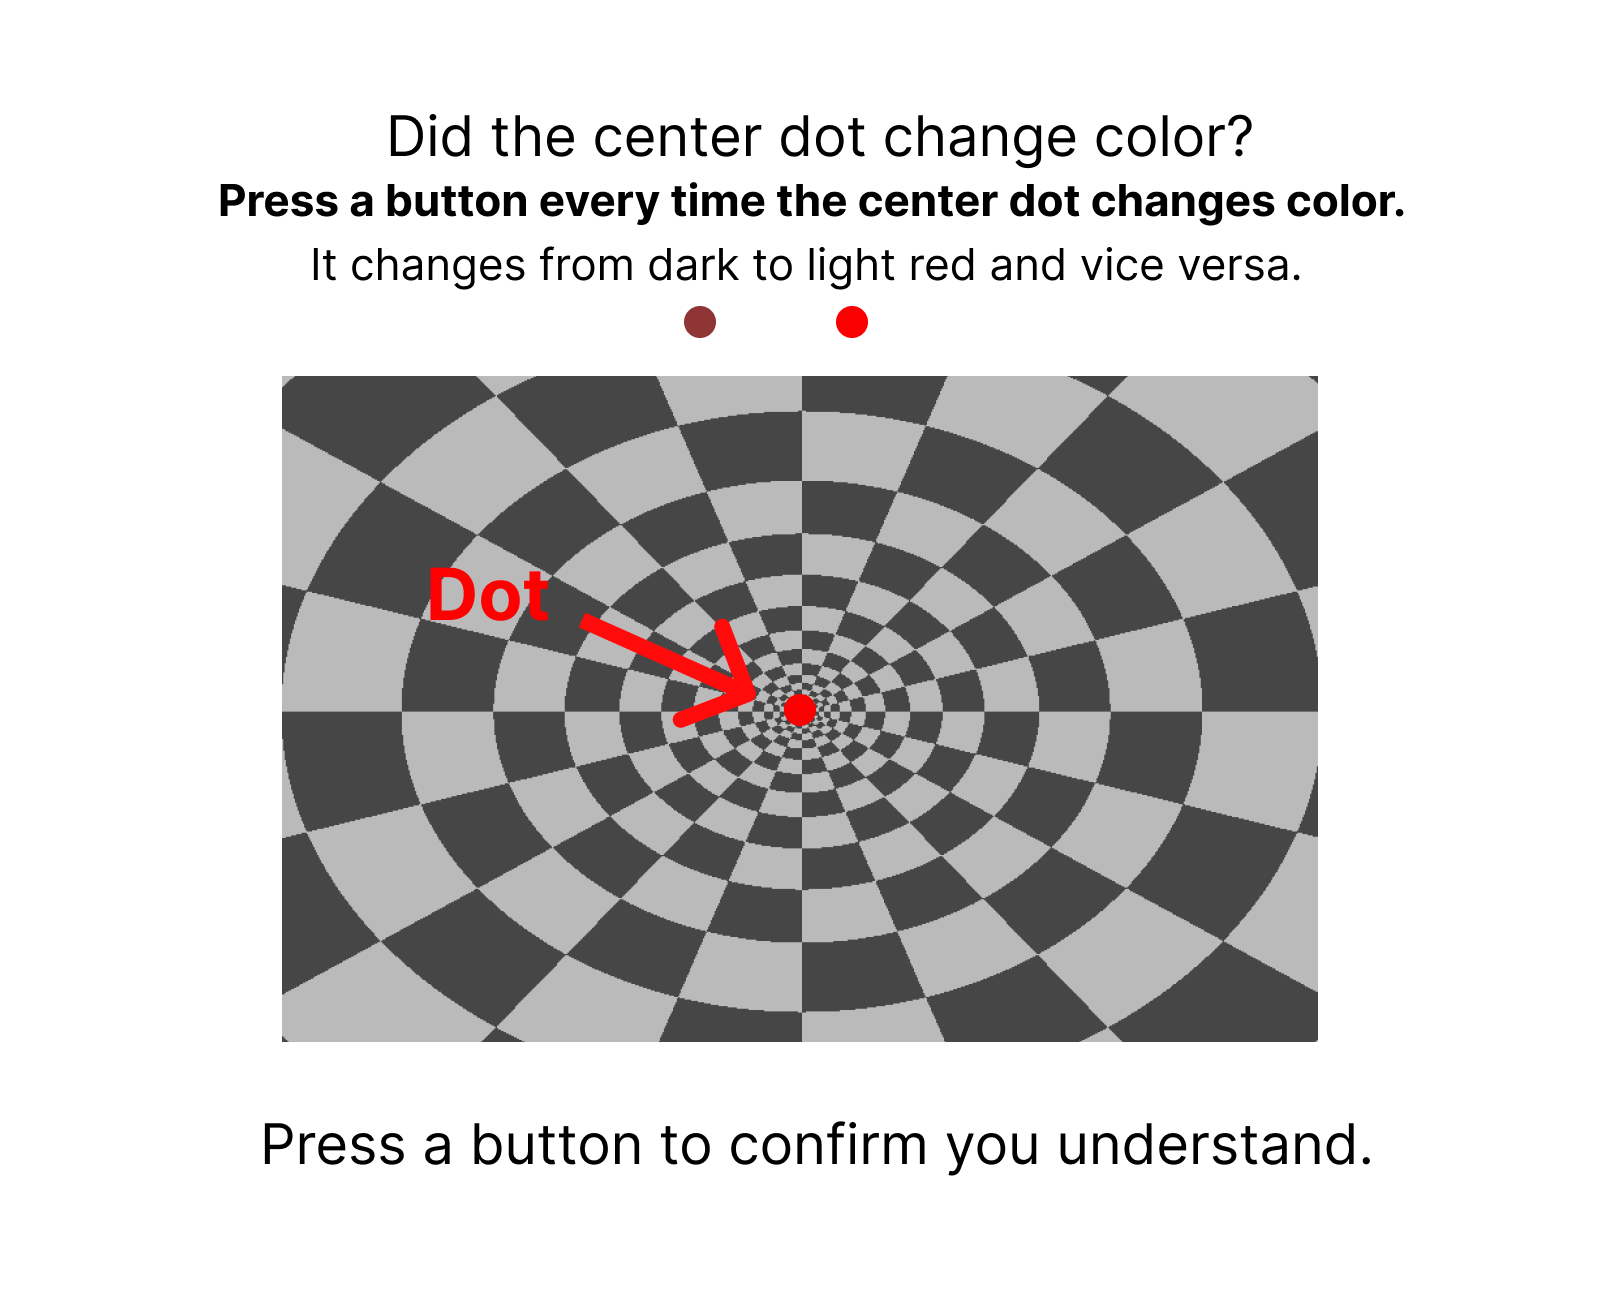 Did the center dot change color?
Press a button every time the center dot changes color.
It changes from dark to light red and vice versa.
Dot
Press a button to confirm you understand.